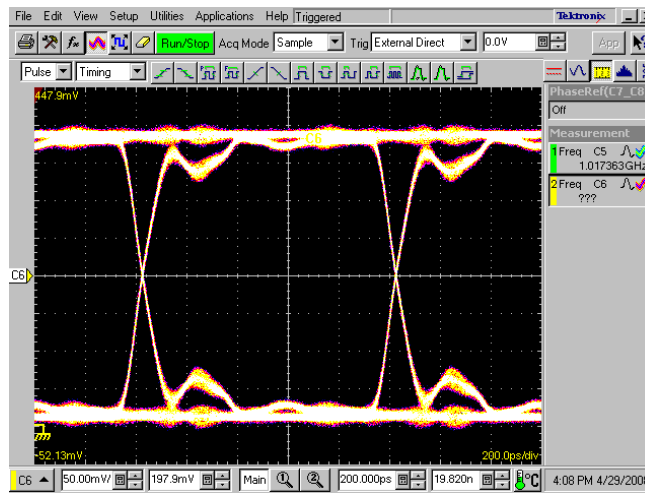 File Edit View Setup Utilities Applications Help Triggered Tektronix
Run/Stop Acq Mode Sample Trig External Direct 0.0V App
Pulse Timing
447.9mV
PhaseRef(C7_C8
Off
Measurement
1 Freq C5
1.017363GHz
2 Freq C6
???
C6
C6
-52.13mV
200.0ps/div
C6 50.00mV/ 197.9mV Main 200.000ps 19.820n °C 4:08 PM 4/29/200